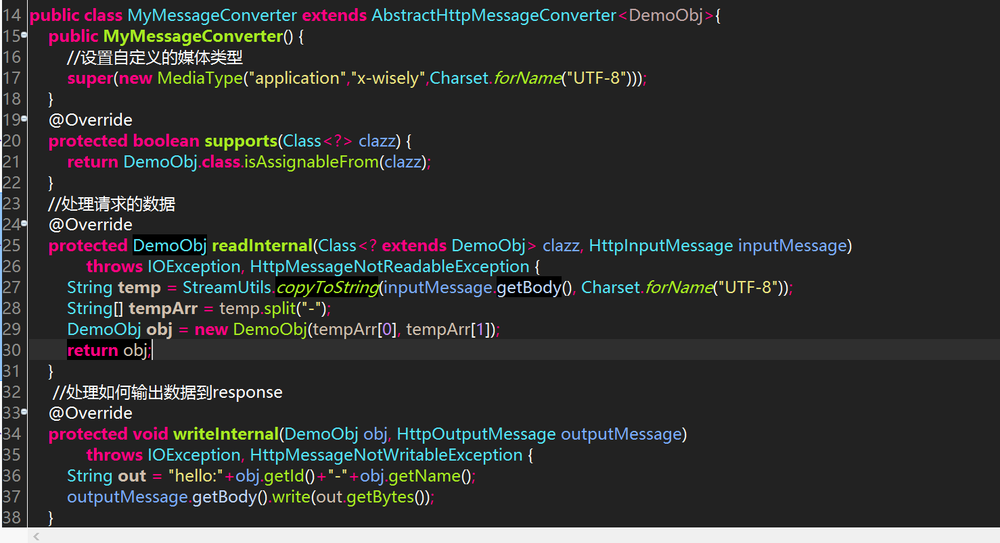 14 public class MyMessageConverter extends AbstractHttpMessageConverter<DemoObj>{
15 public MyMessageConverter() {
16 //设置自定义的媒体类型
17 super(new MediaType("application","x-wisely",Charset.forName("UTF-8")));
18 }
19 @Override
20 protected boolean supports(Class<?> clazz) {
21 return DemoObj.class.isAssignableFrom(clazz);
22 }
23 //处理请求的数据
24 @Override
25 protected DemoObj readInternal(Class<? extends DemoObj> clazz, HttpInputMessage inputMessage)
26 throws IOException, HttpMessageNotReadableException {
27 String temp = StreamUtils.copyToString(inputMessage.getBody(), Charset.forName("UTF-8"));
28 String[] tempArr = temp.split("-");
29 DemoObj obj = new DemoObj(tempArr[0], tempArr[1]);
30 return obj;
31 }
32 //处理如何输出数据到response
33 @Override
34 protected void writeInternal(DemoObj obj, HttpOutputMessage outputMessage)
35 throws IOException, HttpMessageNotWritableException {
36 String out = "hello:"+obj.getId()+"-"+obj.getName();
37 outputMessage.getBody().write(out.getBytes());
38 }